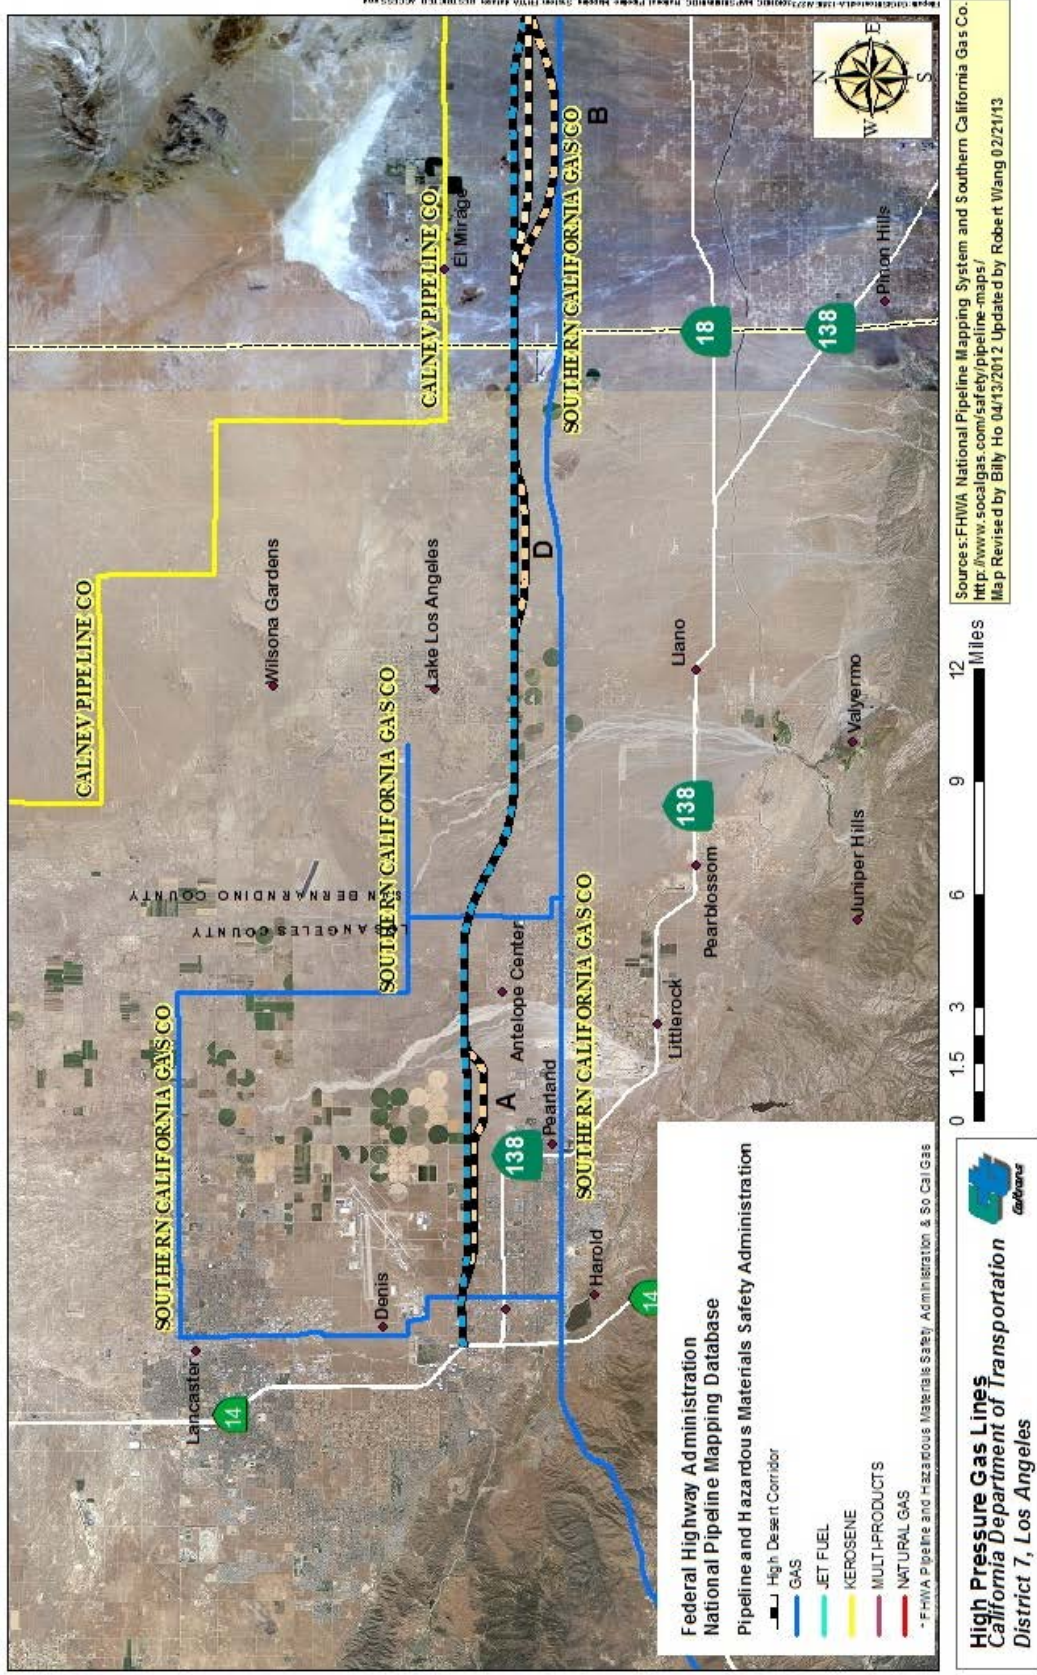 CALNEV PIPELINE CO
Wilsona Gardens
CALNEV PIPELINE CO
El Mirage
Lake Los Angeles
SOUTHERN CALIFORNIA GAS CO
SOUTHERN CALIFORNIA GAS CO
SAN BERNARNDINO COUNTY
LOS ANGELES COUNTY
Lancaster
14
Denis
Antelope Center
A
D
B
138
Pearland
SOUTHERN CALIFORNIA GAS CO
SOUTHERN CALIFORNIA GAS CO
Harold
14
Littlerock
Pearblossom
138
Llano
18
138
Juniper Hills
Valyermo
Pinon Hills
N
E
S
W
Federal Highway Administration
National Pipeline Mapping Database
Pipeline and Hazardous Materials Safety Administration
High Desert Corridor
GAS
JET FUEL
KEROSENE
MULTI-PRODUCTS
NATURAL GAS
* FHWA Pipeline and Hazardous Materials Safety Administration & So Cal Gas
High Pressure Gas Lines
California Department of Transportation
District 7, Los Angeles
Caltrans
0 1.5 3 6 9 12
Miles
Sources:FHWA National Pipeline Mapping System and Southern California Gas Co.
http://www.socalgas.com/safety/pipeline-maps/
Map Revised by Billy Ho 04/13/2012 Updated by Robert Wang 02/21/13